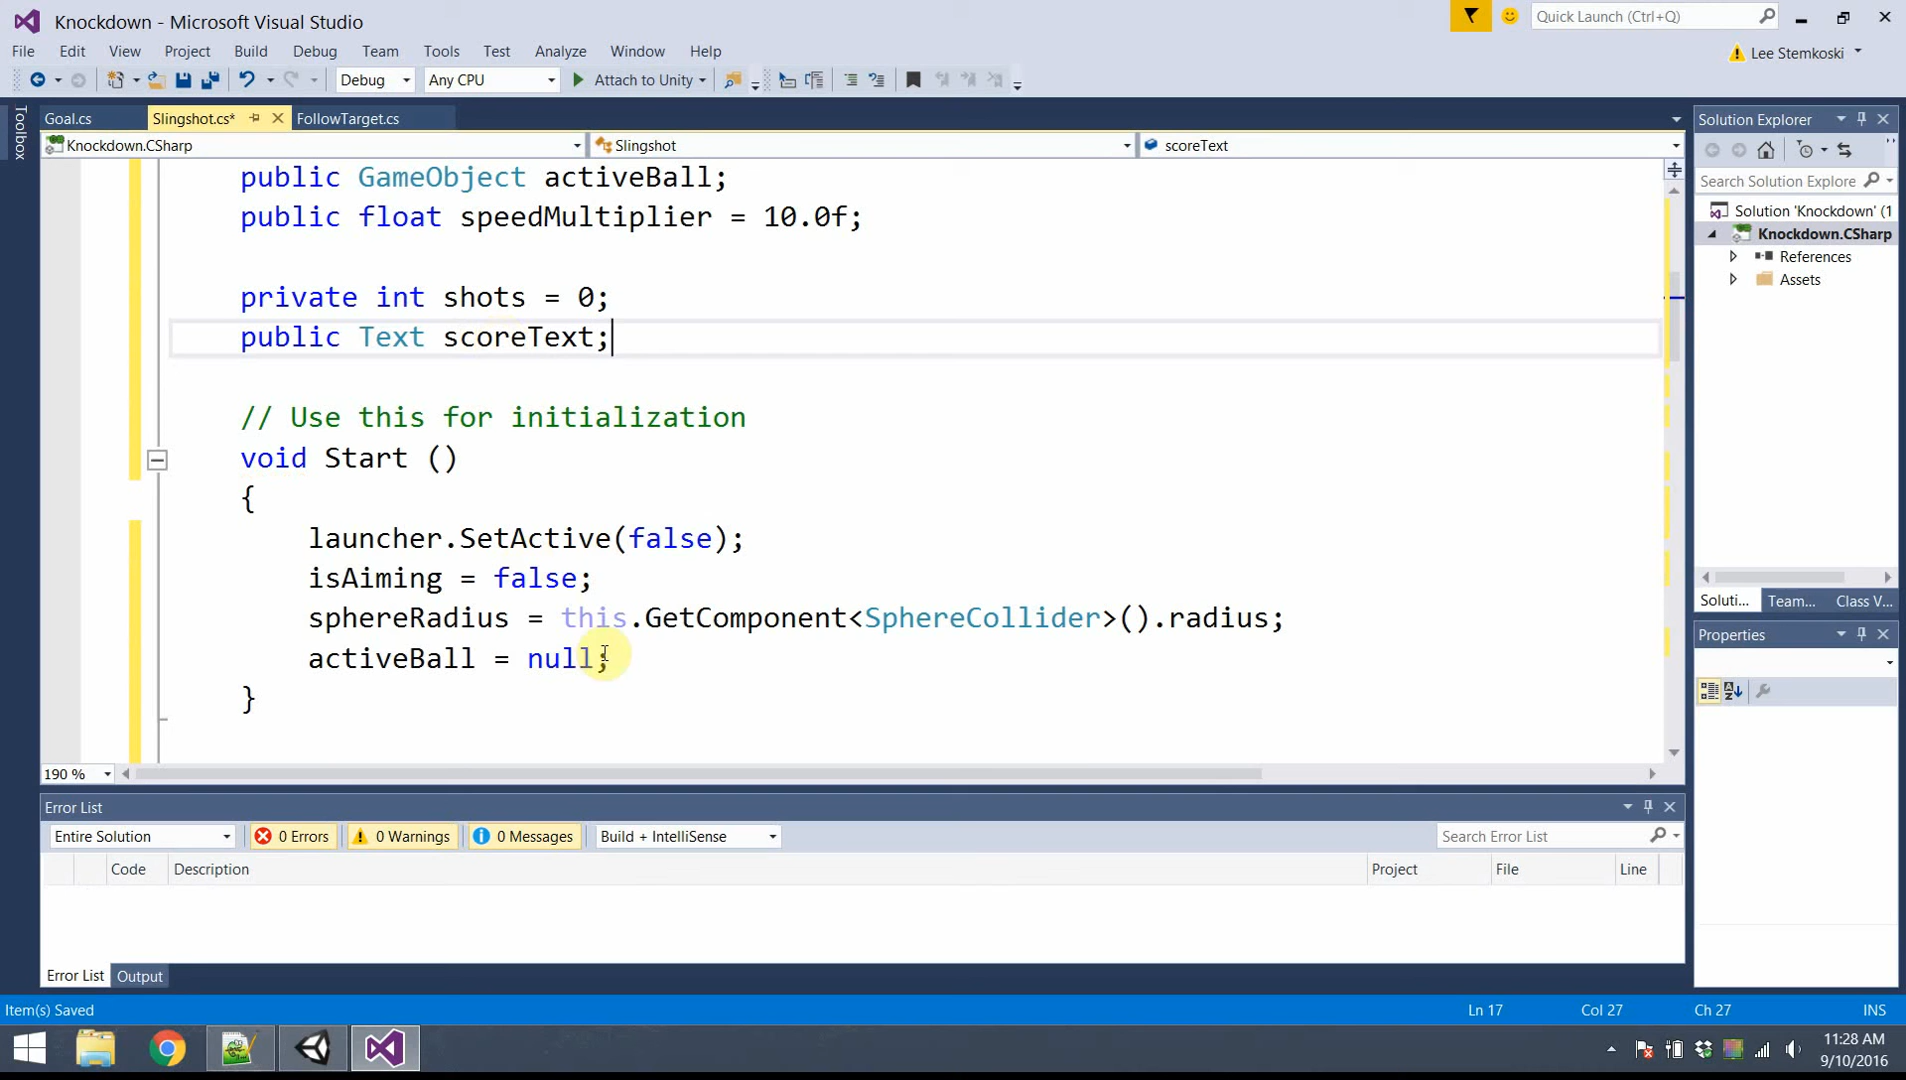 Knockdown - Microsoft Visual Studio
Quick Launch (Ctrl+Q)
File Edit View Project Build Debug Team Tools Test Analyze Window Help
Lee Stemkoski
Debug Any CPU Attach to Unity
Toolbox
Goal.cs Slingshot.cs* FollowTarget.cs
Knockdown.CSharp Slingshot scoreText
public GameObject activeBall;
public float speedMultiplier = 10.0f;
private int shots = 0;
public Text scoreText;
// Use this for initialization
void Start ()
{
launcher.SetActive(false);
isAiming = false;
sphereRadius = this.GetComponent<SphereCollider>().radius;
activeBall = null;
}
190 %
Solution Explorer
Search Solution Explore
Solution 'Knockdown' (1
Knockdown.CSharp
References
Assets
Soluti... Team... Class V...
Properties
Error List
Entire Solution 0 Errors 0 Warnings 0 Messages Build + IntelliSense Search Error List
Code Description Project File Line
Error List Output
Item(s) Saved Ln 17 Col 27 Ch 27 INS
11:28 AM
9/10/2016